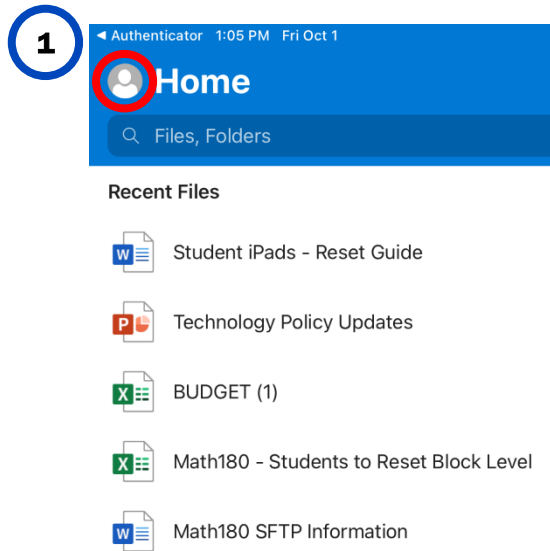 1
◀ Authenticator 1:05 PM Fri Oct 1
Home
Files, Folders
Recent Files
W Student iPads - Reset Guide
P Technology Policy Updates
X BUDGET (1)
X Math180 - Students to Reset Block Level
W Math180 SFTP Information